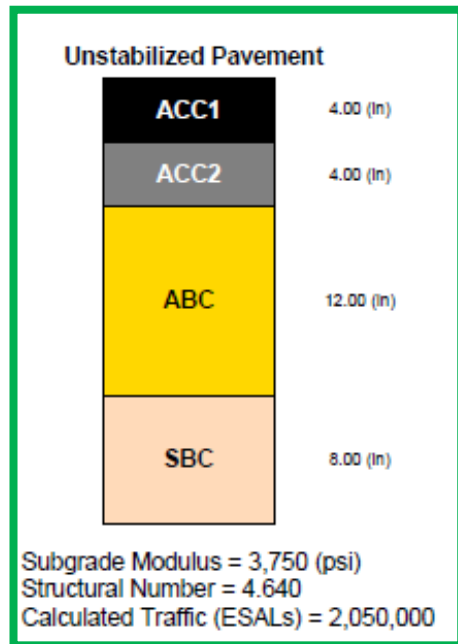 Unstabilized Pavement
ACC1 4.00 (in)
ACC2 4.00 (in)
ABC 12.00 (in)
SBC 8.00 (in)
Subgrade Modulus = 3,750 (psi)
Structural Number = 4.640
Calculated Traffic (ESALs) = 2,050,000